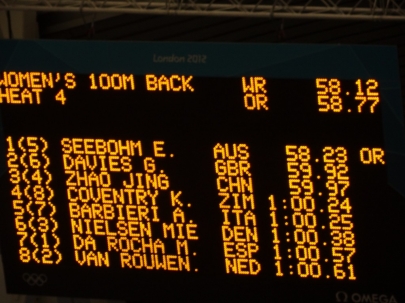 London 2012
WOMEN'S 100M BACK WR 58.12
HEAT 4 OR 58.77
1(5) SEEBOHM E. AUS 58.23 OR
2(6) DAVIES G. GBR 59.92
3(4) ZHAO JING CHN 59.97
4(8) COVENTRY K. ZIM 1:00.24
5(7) BARBIERI A. ITA 1:00.25
6(3) NIELSEN MIE DEN 1:00.38
7(1) DA ROCHA M. ESP 1:00.57
8(2) VAN ROUWEN. NED 1:00.61
OMEGA